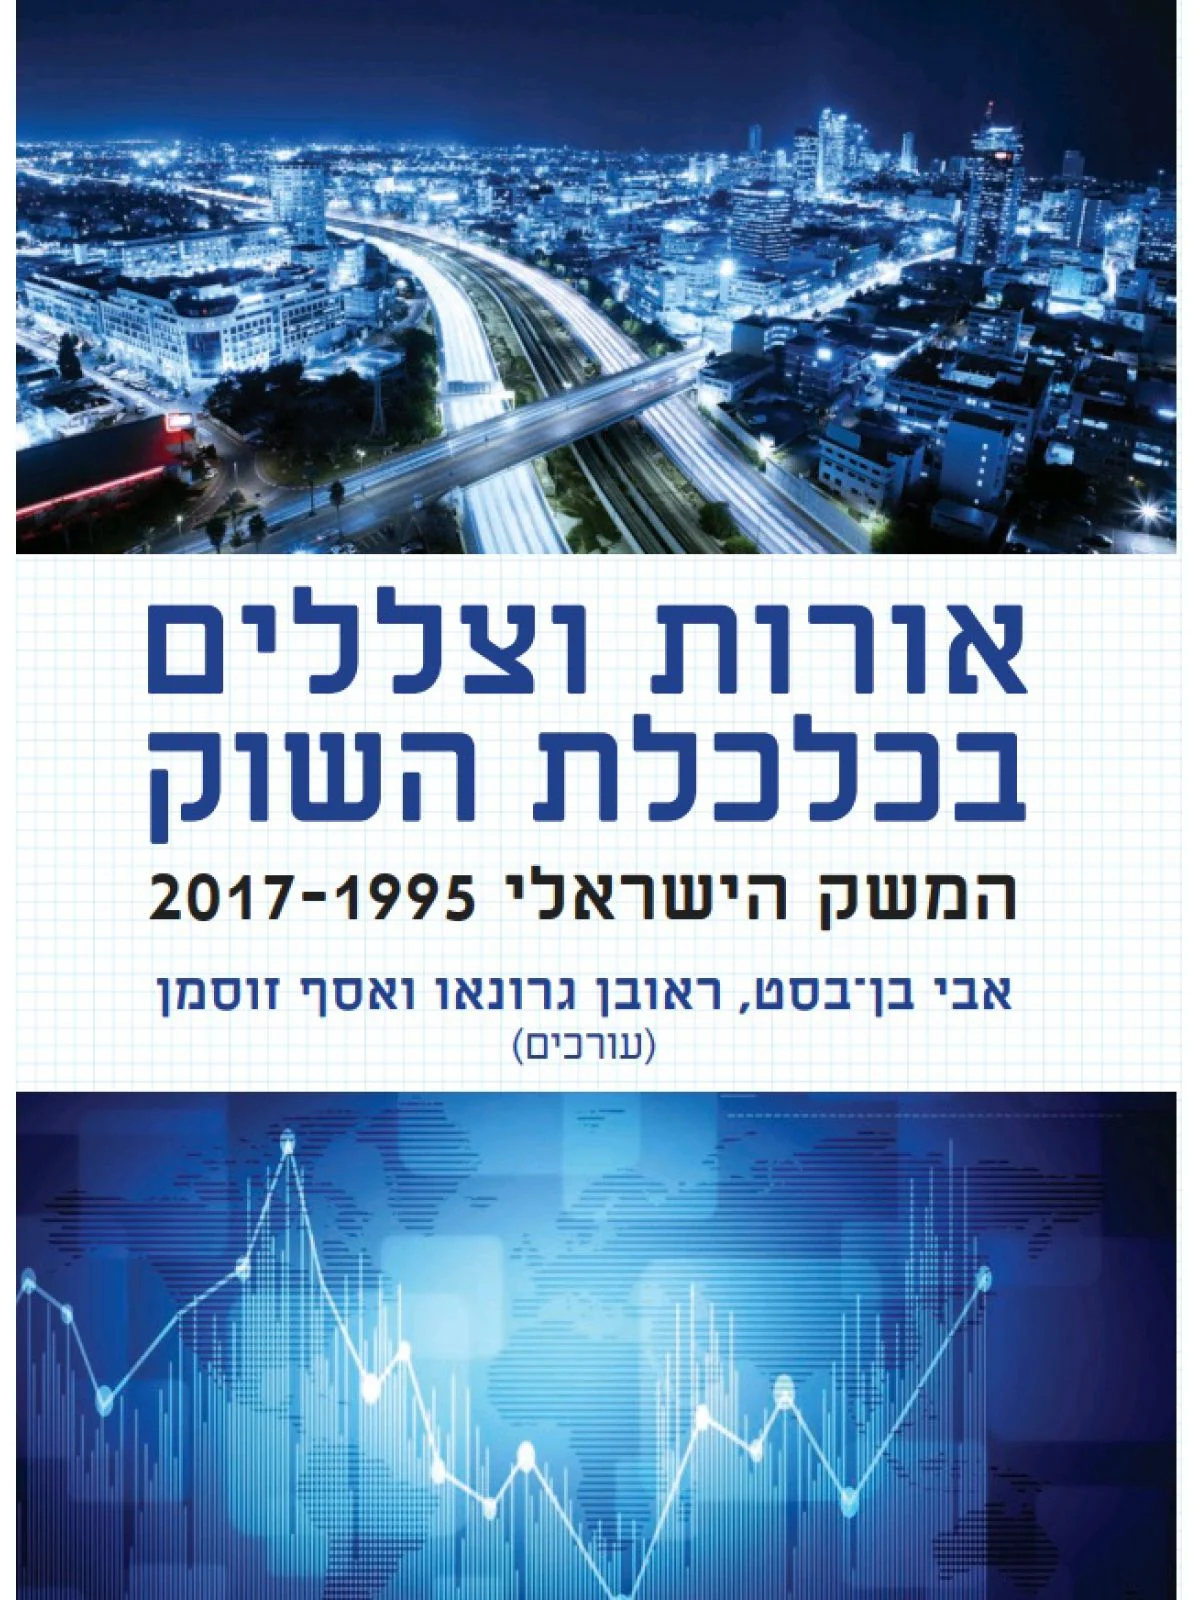 אורות וצללים
בכלכלת השוק
המשק הישראלי 2017-1995
אבי בן־בסט, ראובן גרונאו ואסף זוסמן
(עורכים)